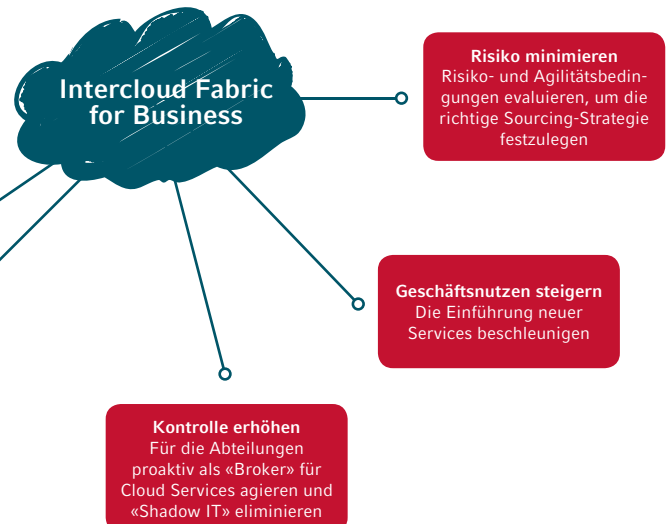 Intercloud Fabric
for Business
Risiko minimieren
Risiko- und Agilitätsbedin-
gungen evaluieren, um die
richtige Sourcing-Strategie
festzulegen
Geschäftsnutzen steigern
Die Einführung neuer
Services beschleunigen
Kontrolle erhöhen
Für die Abteilungen
proaktiv als «Broker» für
Cloud Services agieren und
«Shadow IT» eliminieren